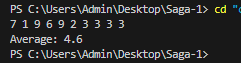 PS C:\Users\Admin\Desktop\Saga-1> cd "
7 1 9 6 9 2 3 3 3 3
Average: 4.6
PS C:\Users\Admin\Desktop\Saga-1>